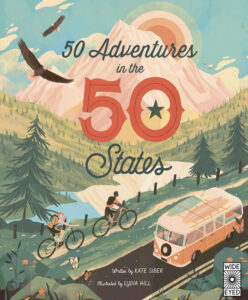 50 Adventures
in the
50
States
Written by KATE SIBER
Illustrated by LYDIA HILL
WIDE
EYED